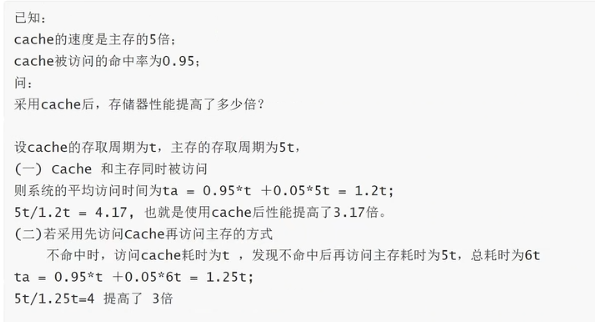 已知:
cache的速度是主存的5倍;
cache被访问的命中率为0.95;
问:
采用cache后，存储器性能提高了多少倍？
设cache的存取周期为t，主存的存取周期为5t，
(一) Cache 和主存同时被访问
则系统的平均访问时间为ta = 0.95*t ＋0.05*5t = 1.2t;
5t/1.2t = 4.17, 也就是使用cache后性能提高了3.17倍。
(二)若采用先访问Cache再访问主存的方式
不命中时，访问cache耗时为t ，发现不命中后再访问主存耗时为5t，总耗时为6t
ta = 0.95*t ＋0.05*6t = 1.25t;
5t/1.25t=4 提高了 3倍